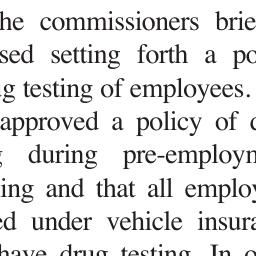 he commissioners brie
sed setting forth a po
ig testing of employees.
approved a policy of
during pre-employm
ing and that all employ
ed under vehicle insura
have drug testing. In o